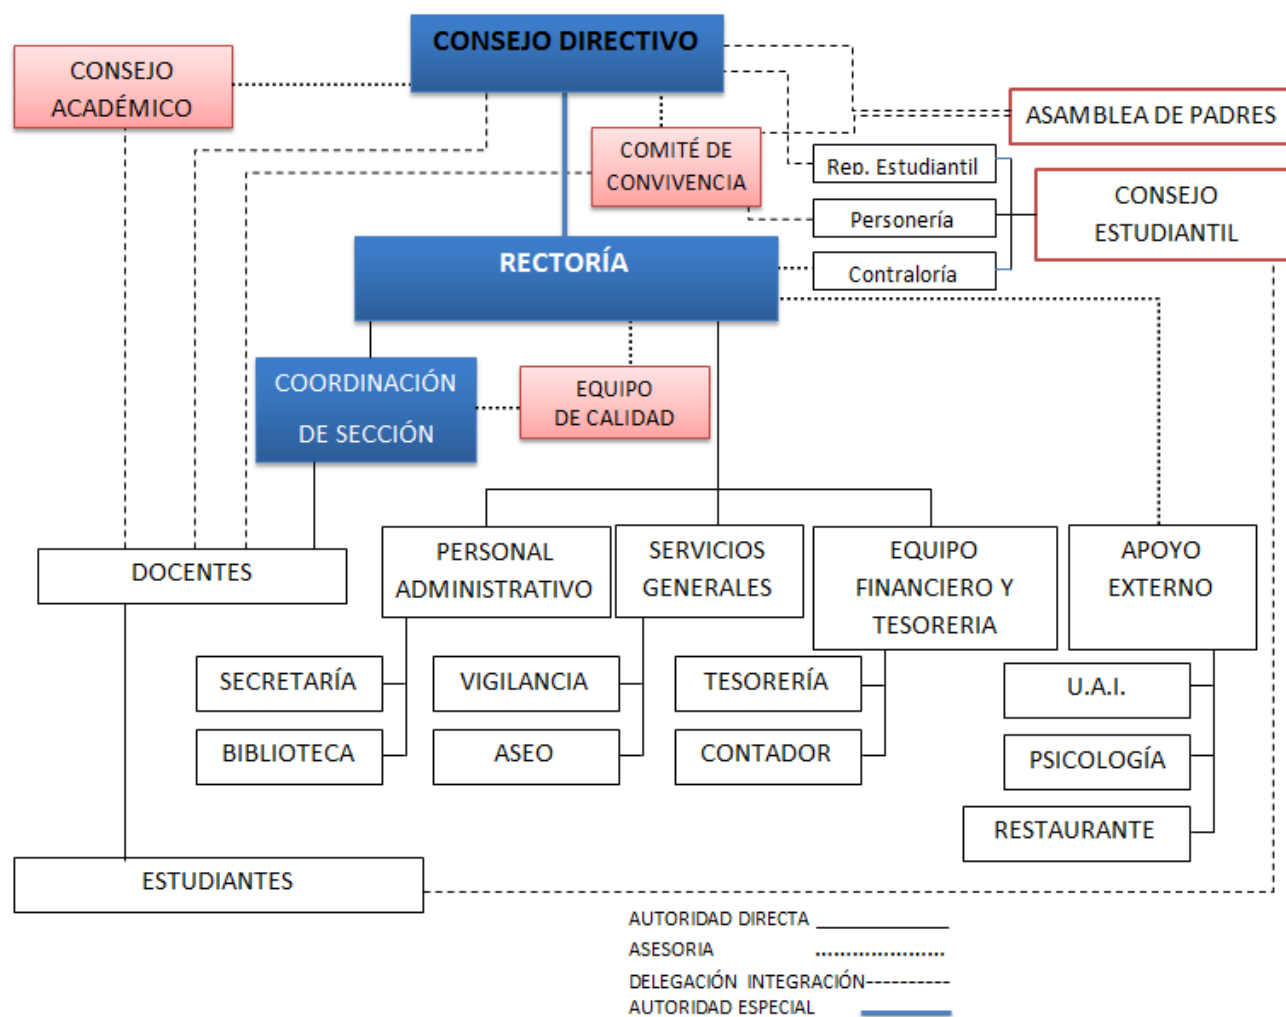 CONSEJO DIRECTIVO
CONSEJO
ACADÉMICO
ASAMBLEA DE PADRES
COMITÉ DE
CONVIVENCIA
Rep. Estudiantil
Personería
Contraloría
CONSEJO
ESTUDIANTIL
RECTORÍA
COORDINACIÓN
DE SECCIÓN
EQUIPO
DE CALIDAD
DOCENTES
PERSONAL
ADMINISTRATIVO
SERVICIOS
GENERALES
EQUIPO
FINANCIERO Y
TESORERIA
APOYO
EXTERNO
SECRETARÍA
BIBLIOTECA
VIGILANCIA
ASEO
TESORERÍA
CONTADOR
U.A.I.
PSICOLOGÍA
RESTAURANTE
ESTUDIANTES
AUTORIDAD DIRECTA
ASESORIA
DELEGACIÓN INTEGRACIÓN
AUTORIDAD ESPECIAL